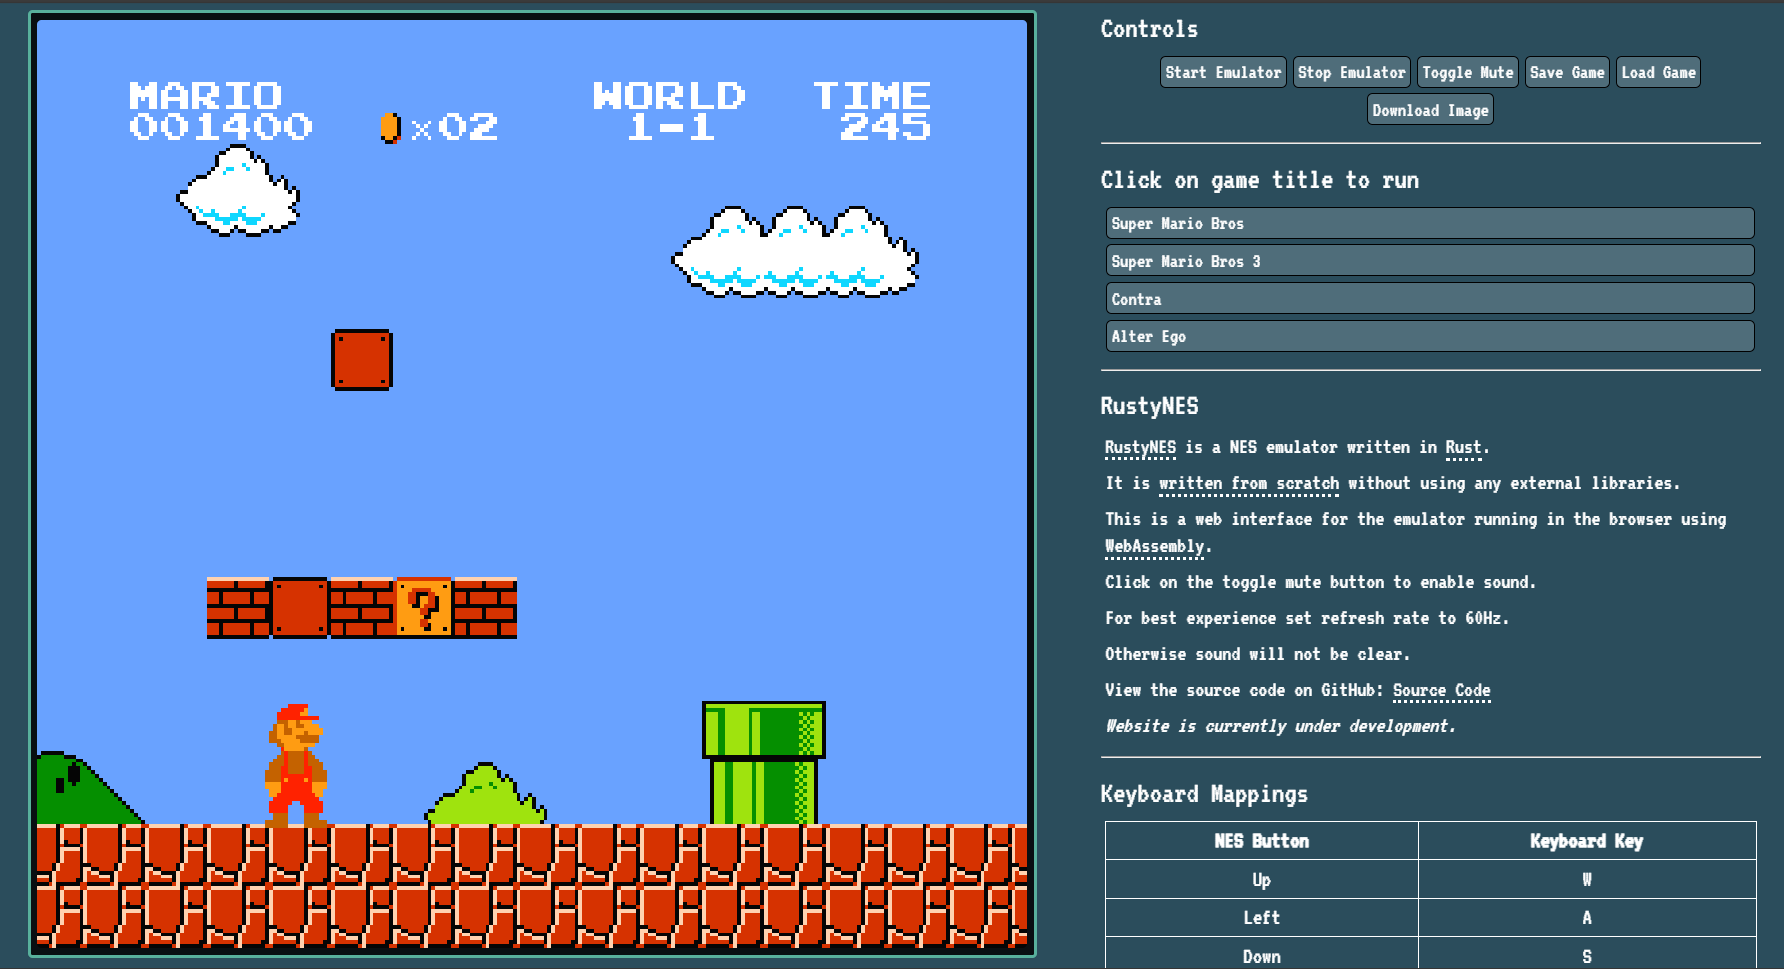 MARIO
001400
×02
WORLD
1-1
TIME
245
?
Controls
Start Emulator
Stop Emulator
Toggle Mute
Save Game
Load Game
Download Image
Click on game title to run
Super Mario Bros
Super Mario Bros 3
Contra
Alter Ego
RustyNES
RustyNES is a NES emulator written in Rust.
It is written from scratch without using any external libraries.
This is a web interface for the emulator running in the browser using
WebAssembly.
Click on the toggle mute button to enable sound.
For best experience set refresh rate to 60Hz.
Otherwise sound will not be clear.
View the source code on GitHub: Source Code
Website is currently under development.
Keyboard Mappings
NES Button Keyboard Key
Up W
Left A
Down S